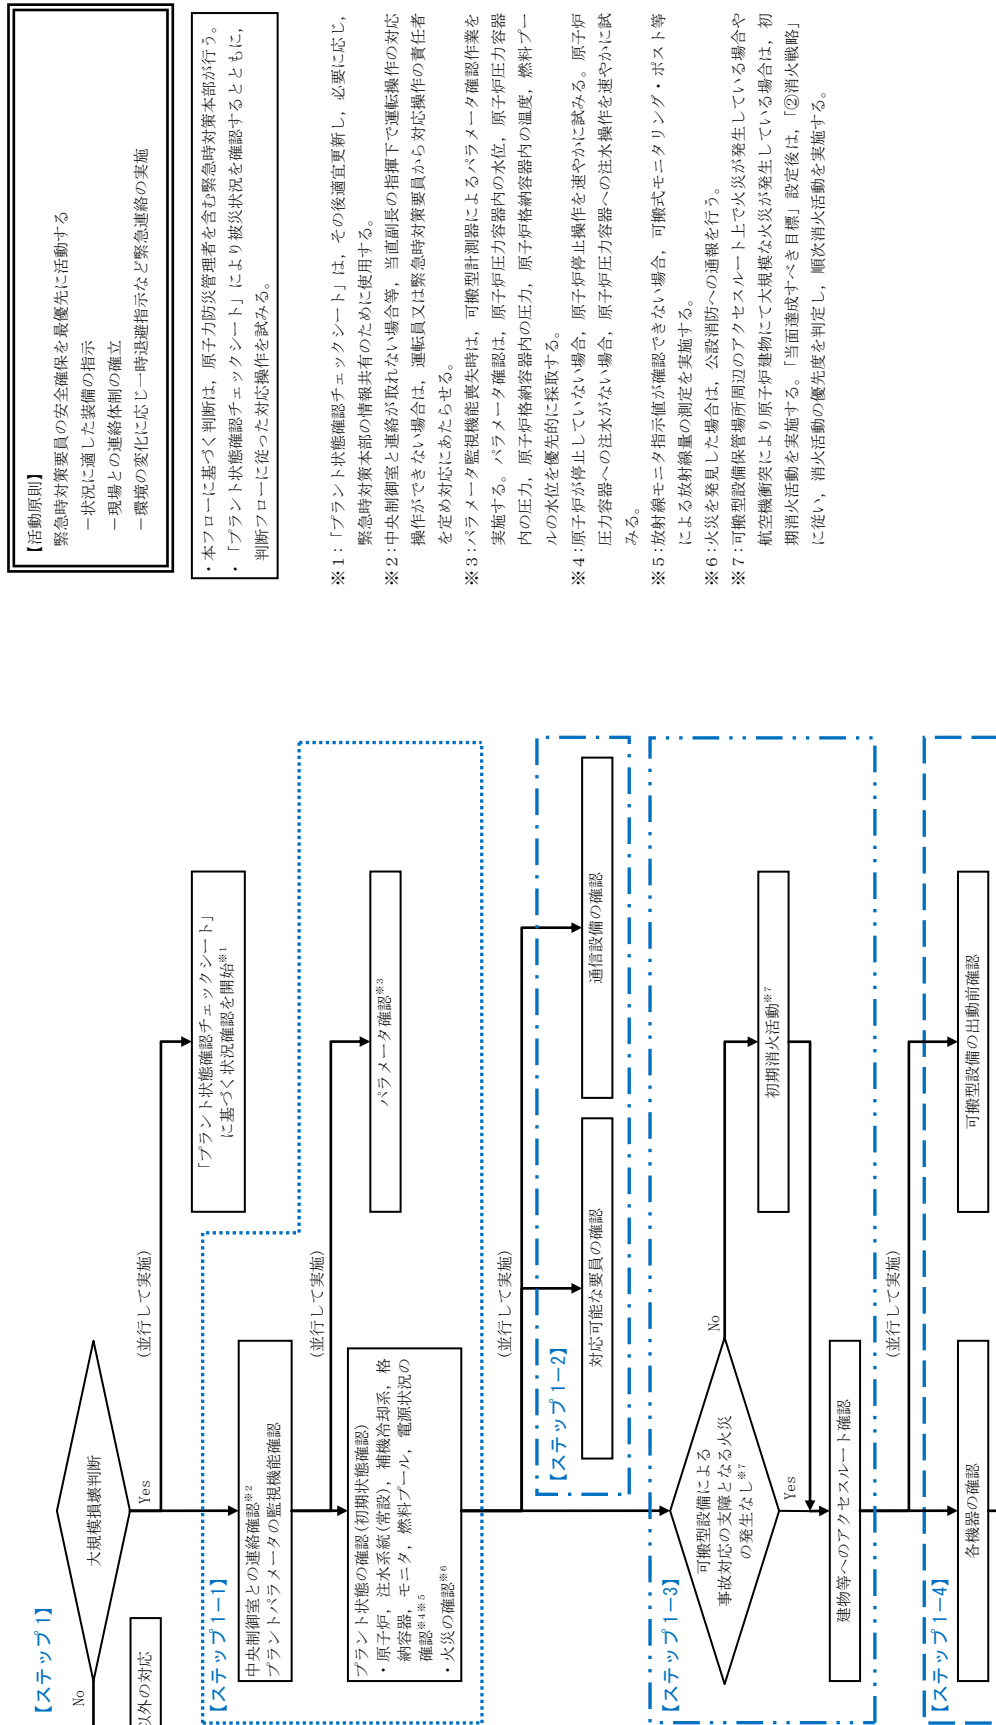 【ステップ 1】
大規模損壊判断
No
以外の対応
Yes
(並行して実施)
「プラント状態確認チェックシート」
に基づく状況確認を開始※1
【ステップ 1－1】
中央制御室との連絡確認※2
プラントパラメータの監視機能確認
(並行して実施)
プラント状態の確認(初期状態確認)
・原子炉，注水系統(常設)，補機冷却系，格
納容器，モニタ，燃料プール，電源状況の
確認※4※5
・火災の確認※6
パラメータ確認※3
(並行して実施)
【ステップ 1－2】
対応可能な要員の確認
通信設備の確認
【ステップ 1－3】
可搬型設備による
事故対応の支障となる火災
の発生なし※7
No
初期消火活動※7
Yes
建物等へのアクセスルート確認
(並行して実施)
【ステップ 1－4】
各機器の確認
可搬型設備の出動前確認
【活動原則】
緊急時対策要員の安全確保を最優先に活動する
－状況に適した装備の指示
－現場との連絡体制の確立
－環境の変化に応じ一時退避指示など緊急連絡の実施
・本フローに基づく判断は，原子力防災管理者を含む緊急時対策本部が行う。
・「プラント状態確認チェックシート」により被災状況を確認するとともに，
判断フローに従った対応操作を試みる。
※1：「プラント状態確認チェックシート」は，その後適宜更新し，必要に応じ，
緊急時対策本部の情報共有のために使用する。
※2：中央制御室と連絡が取れない場合等，当直副長の指揮下で運転操作の対応
操作ができない場合は，運転員又は緊急時対策要員から対応操作の責任者
を定め対応にあたらせる。
※3：パラメータ監視機能喪失時は，可搬型計測器によるパラメータ確認作業を
実施する。パラメータ確認は，原子炉圧力容器内の水位，原子炉圧力容器
内の圧力，原子炉格納容器内の圧力，原子炉格納容器内の温度，燃料プー
ルの水位を優先的に採取する。
※4：原子炉が停止していない場合，原子炉停止操作を速やかに試みる。原子炉
圧力容器への注水がない場合，原子炉圧力容器への注水操作を速やかに試
みる。
※5：放射線モニタ指示値が確認できない場合，可搬式モニタリング・ポスト等
による放射線量の測定を実施する。
※6：火災を発見した場合は，公設消防への通報を行う。
※7：可搬型設備保管場所周辺のアクセスルート上で火災が発生している場合や
航空機衝突により原子炉建物にて大規模な火災が発生している場合は，初
期消火活動を実施する。「当面達成すべき目標」設定後は，「②消火戦略」
に従い，消火活動の優先度を判定し，順次消火活動を実施する。